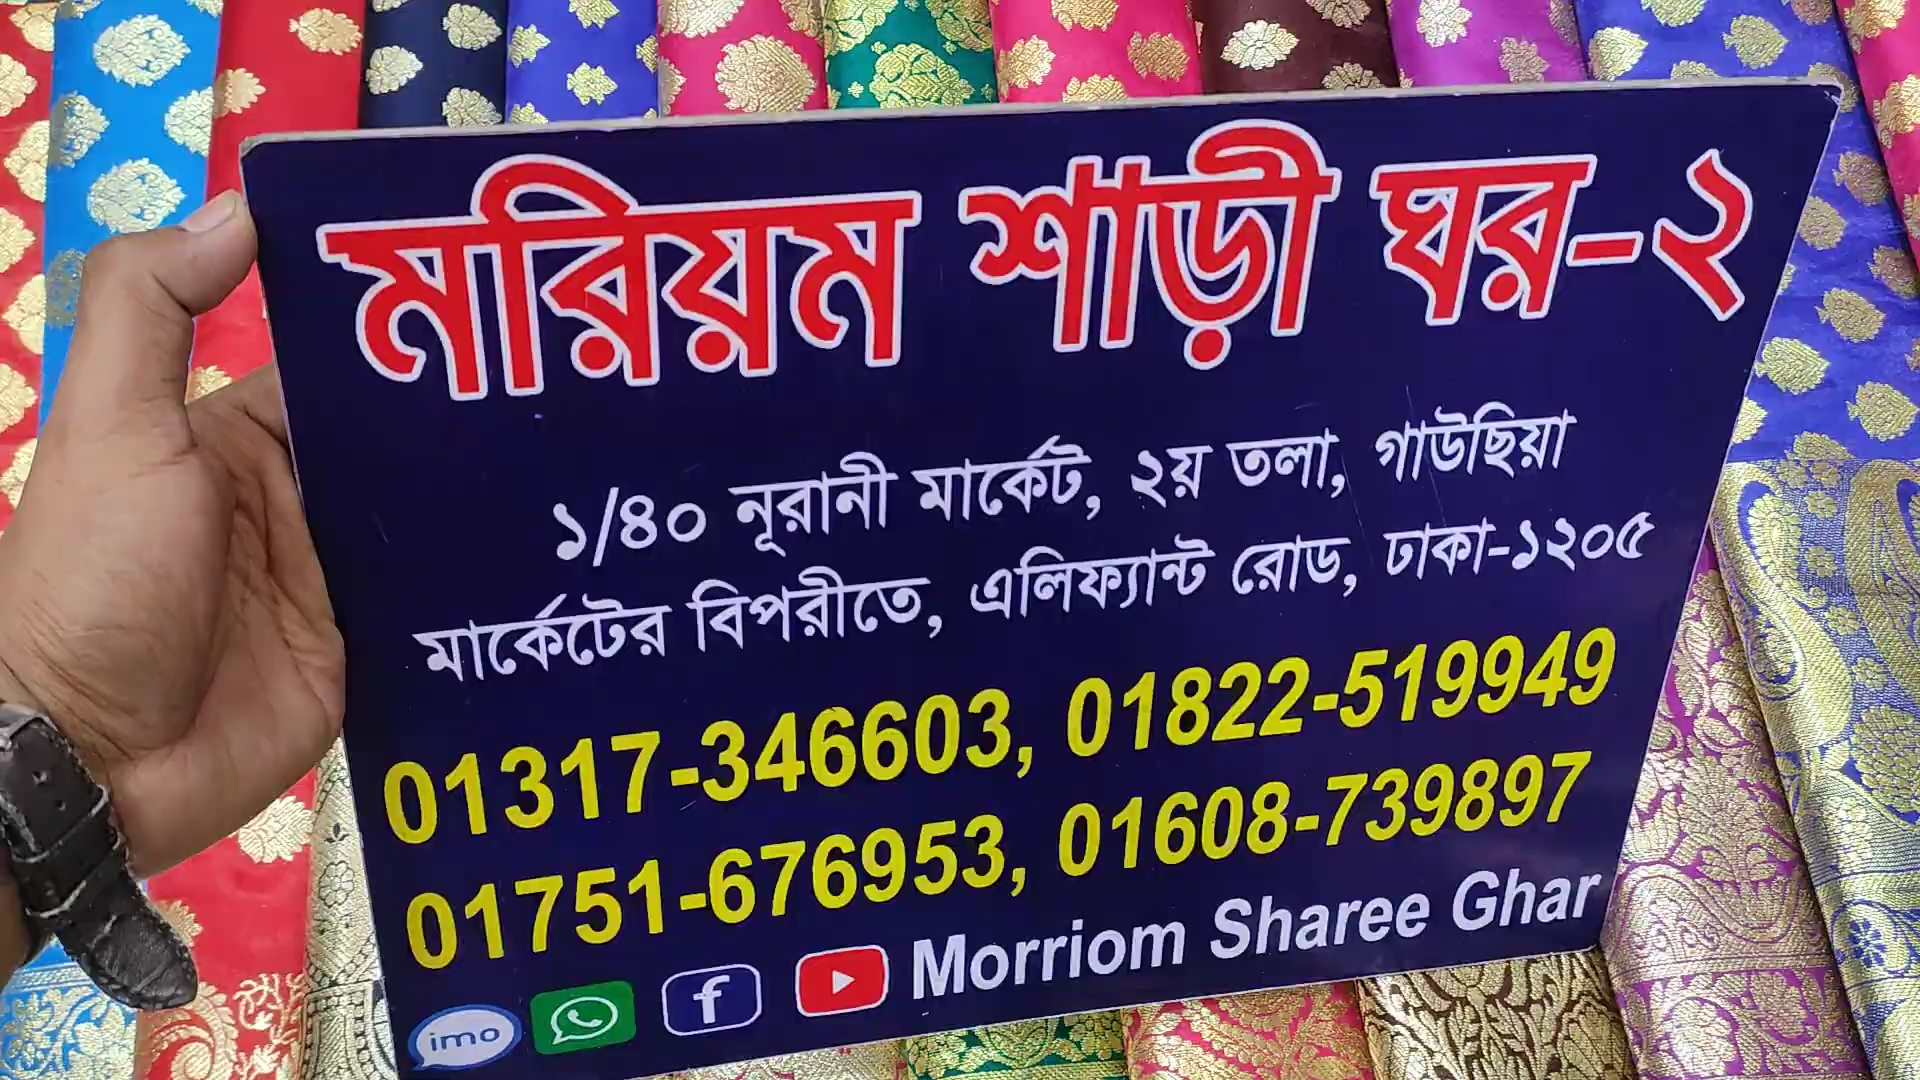 মরিয়ম শাড়ী ঘর-২
১/৪০ নূরানী মার্কেট, ২য় তলা, গাউছিয়া
মার্কেটের বিপরীতে, এলিফ্যান্ট রোড, ঢাকা-১২০৫
01317-346603, 01822-519949
01751-676953, 01608-739897
imo f Morriom Sharee Ghar